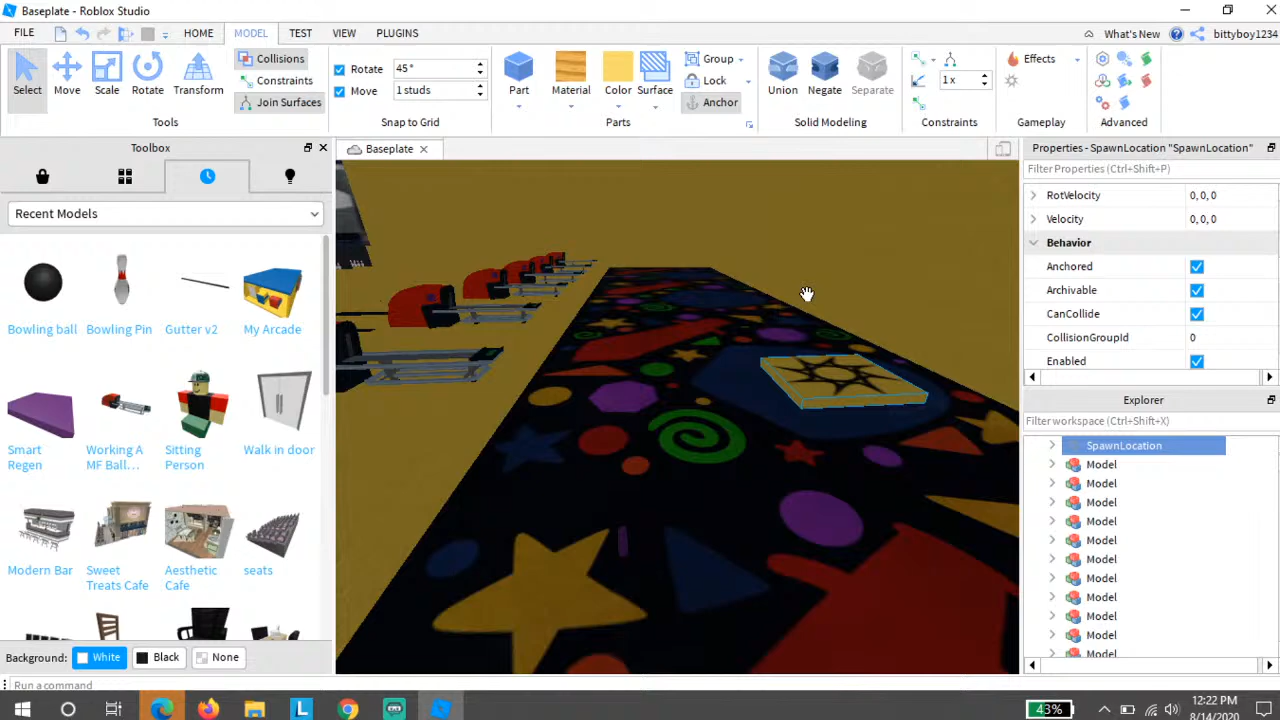 Baseplate - Roblox Studio
FILE HOME MODEL TEST VIEW PLUGINS What's New bittyboy1234
Select Move Scale Rotate Transform
Collisions
Constraints
Join Surfaces
Rotate 45°
Move 1 studs
Part Material Color Surface
Group
Lock
Anchor
Union Negate Separate
1 x
Effects
Tools Snap to Grid Parts Solid Modeling Constraints Gameplay Advanced
Toolbox
Recent Models
Bowling ball Bowling Pin Gutter v2 My Arcade
Smart Regen
Working A MF Ball...
Sitting Person
Walk in door
Modern Bar
Sweet Treats Cafe
Aesthetic Cafe
seats
Background: White Black None
Run a command
Baseplate
Properties - SpawnLocation "SpawnLocation"
Filter Properties (Ctrl+Shift+P)
RotVelocity 0, 0, 0
Velocity 0, 0, 0
Behavior
Anchored
Archivable
CanCollide
CollisionGroupId 0
Enabled
Explorer
Filter workspace (Ctrl+Shift+X)
SpawnLocation
Model
Model
Model
Model
Model
Model
Model
Model
Model
Model
Model
43%
12:22 PM
8/14/2020